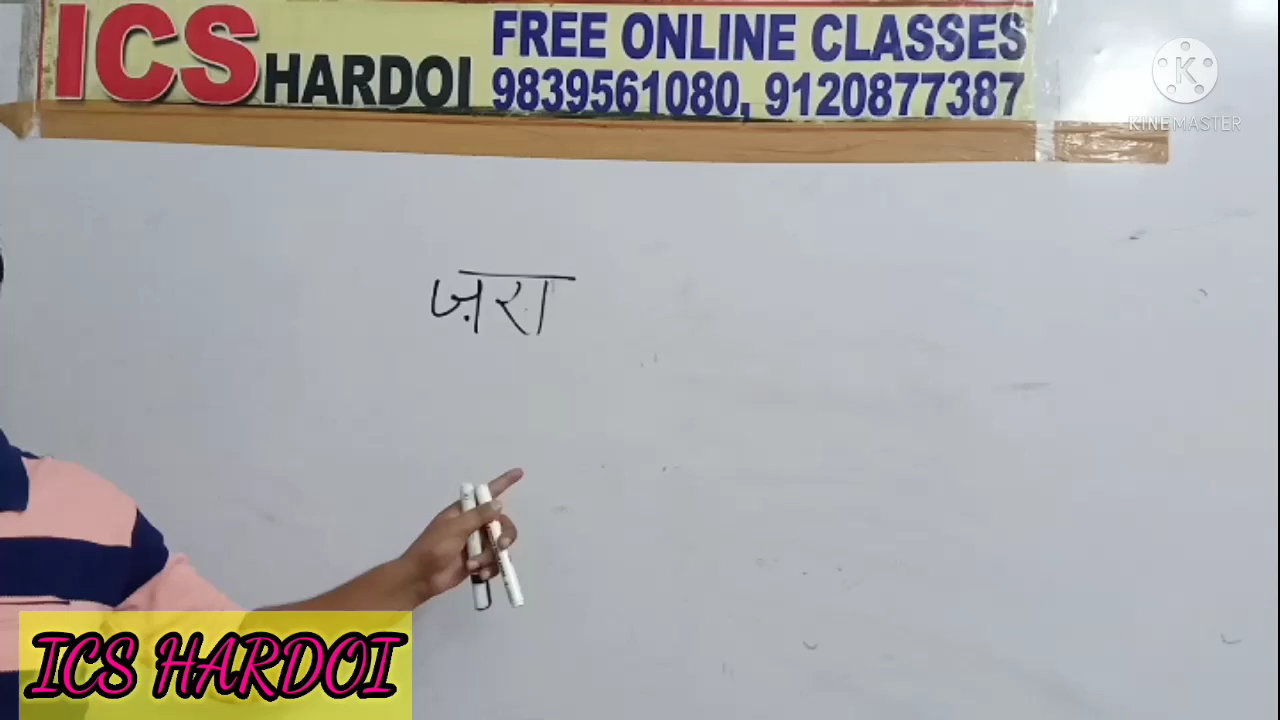 ICS HARDOI FREE ONLINE CLASSES
9839561080, 9120877387
K
KINEMASTER
ज़रा
ICS HARDOI